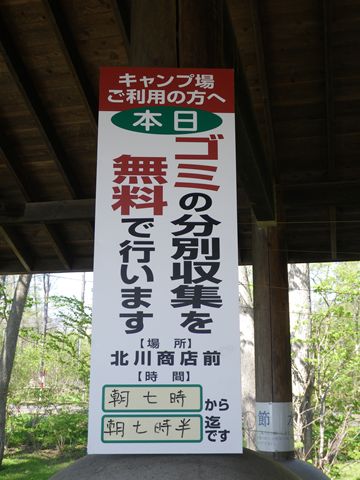 キャンプ場
ご利用の方へ
本日
ゴミの分別収集を
無料で行います
【場所】
北川商店前
【時間】
朝七時から
朝七時半迄です
節